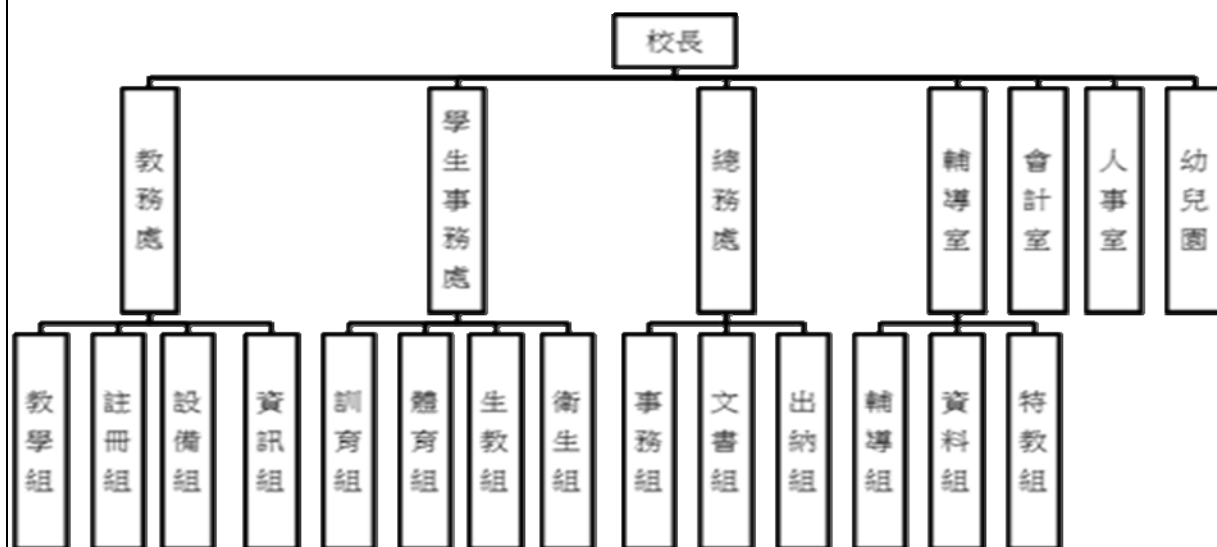 校長
教務處
學生事務處
總務處
輔導室
會計室
人事室
幼兒園
教學組
註冊組
設備組
資訊組
訓育組
體育組
生教組
衛生組
事務組
文書組
出納組
輔導組
資料組
特教組